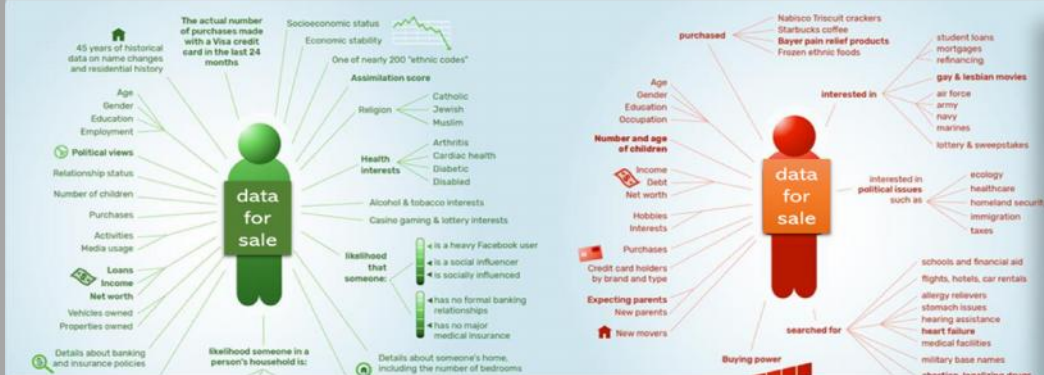 The actual number
of purchases made
with a Visa credit
card in the last 24
months
45 years of historical
data on name changes
and residential history
Age
Gender
Education
Employment
Political views
Relationship status
Number of children
Purchases
Activities
Media usage
Loans
Income
Net worth
Vehicles owned
Properties owned
Details about banking
and insurance policies
Socioeconomic status
Economic stability
One of nearly 200 "ethnic codes"
Assimilation score
Religion
Catholic
Jewish
Muslim
Health
interests
Arthritis
Cardiac health
Diabetic
Disabled
Alcohol & tobacco interests
Casino gaming & lottery interests
likelihood
that
someone:
is a heavy Facebook user
is a social influencer
is socially influenced
has no formal banking
relationships
has no major
medical insurance
data
for
sale
likelihood someone in a
person's household is:
Details about someone's home,
including the number of bedrooms
purchased
Nabisco Triscuit crackers
Starbucks coffee
Bayer pain relief products
Frozen ethnic foods
Age
Gender
Education
Occupation
Number and age
of children
Income
Debt
Net worth
Hobbies
Interests
Purchases
Credit card holders
by brand and type
Expecting parents
New parents
New movers
data
for
sale
interested in
student loans
mortgages
refinancing
gay & lesbian movies
air force
army
navy
marines
lottery & sweepstakes
interested in
political issues
such as
ecology
healthcare
homeland securit
immigration
taxes
searched for
schools and financial aid
flights, hotels, car rentals
allergy relievers
stomach issues
hearing assistance
heart failure
medical facilities
military base names
Buying power